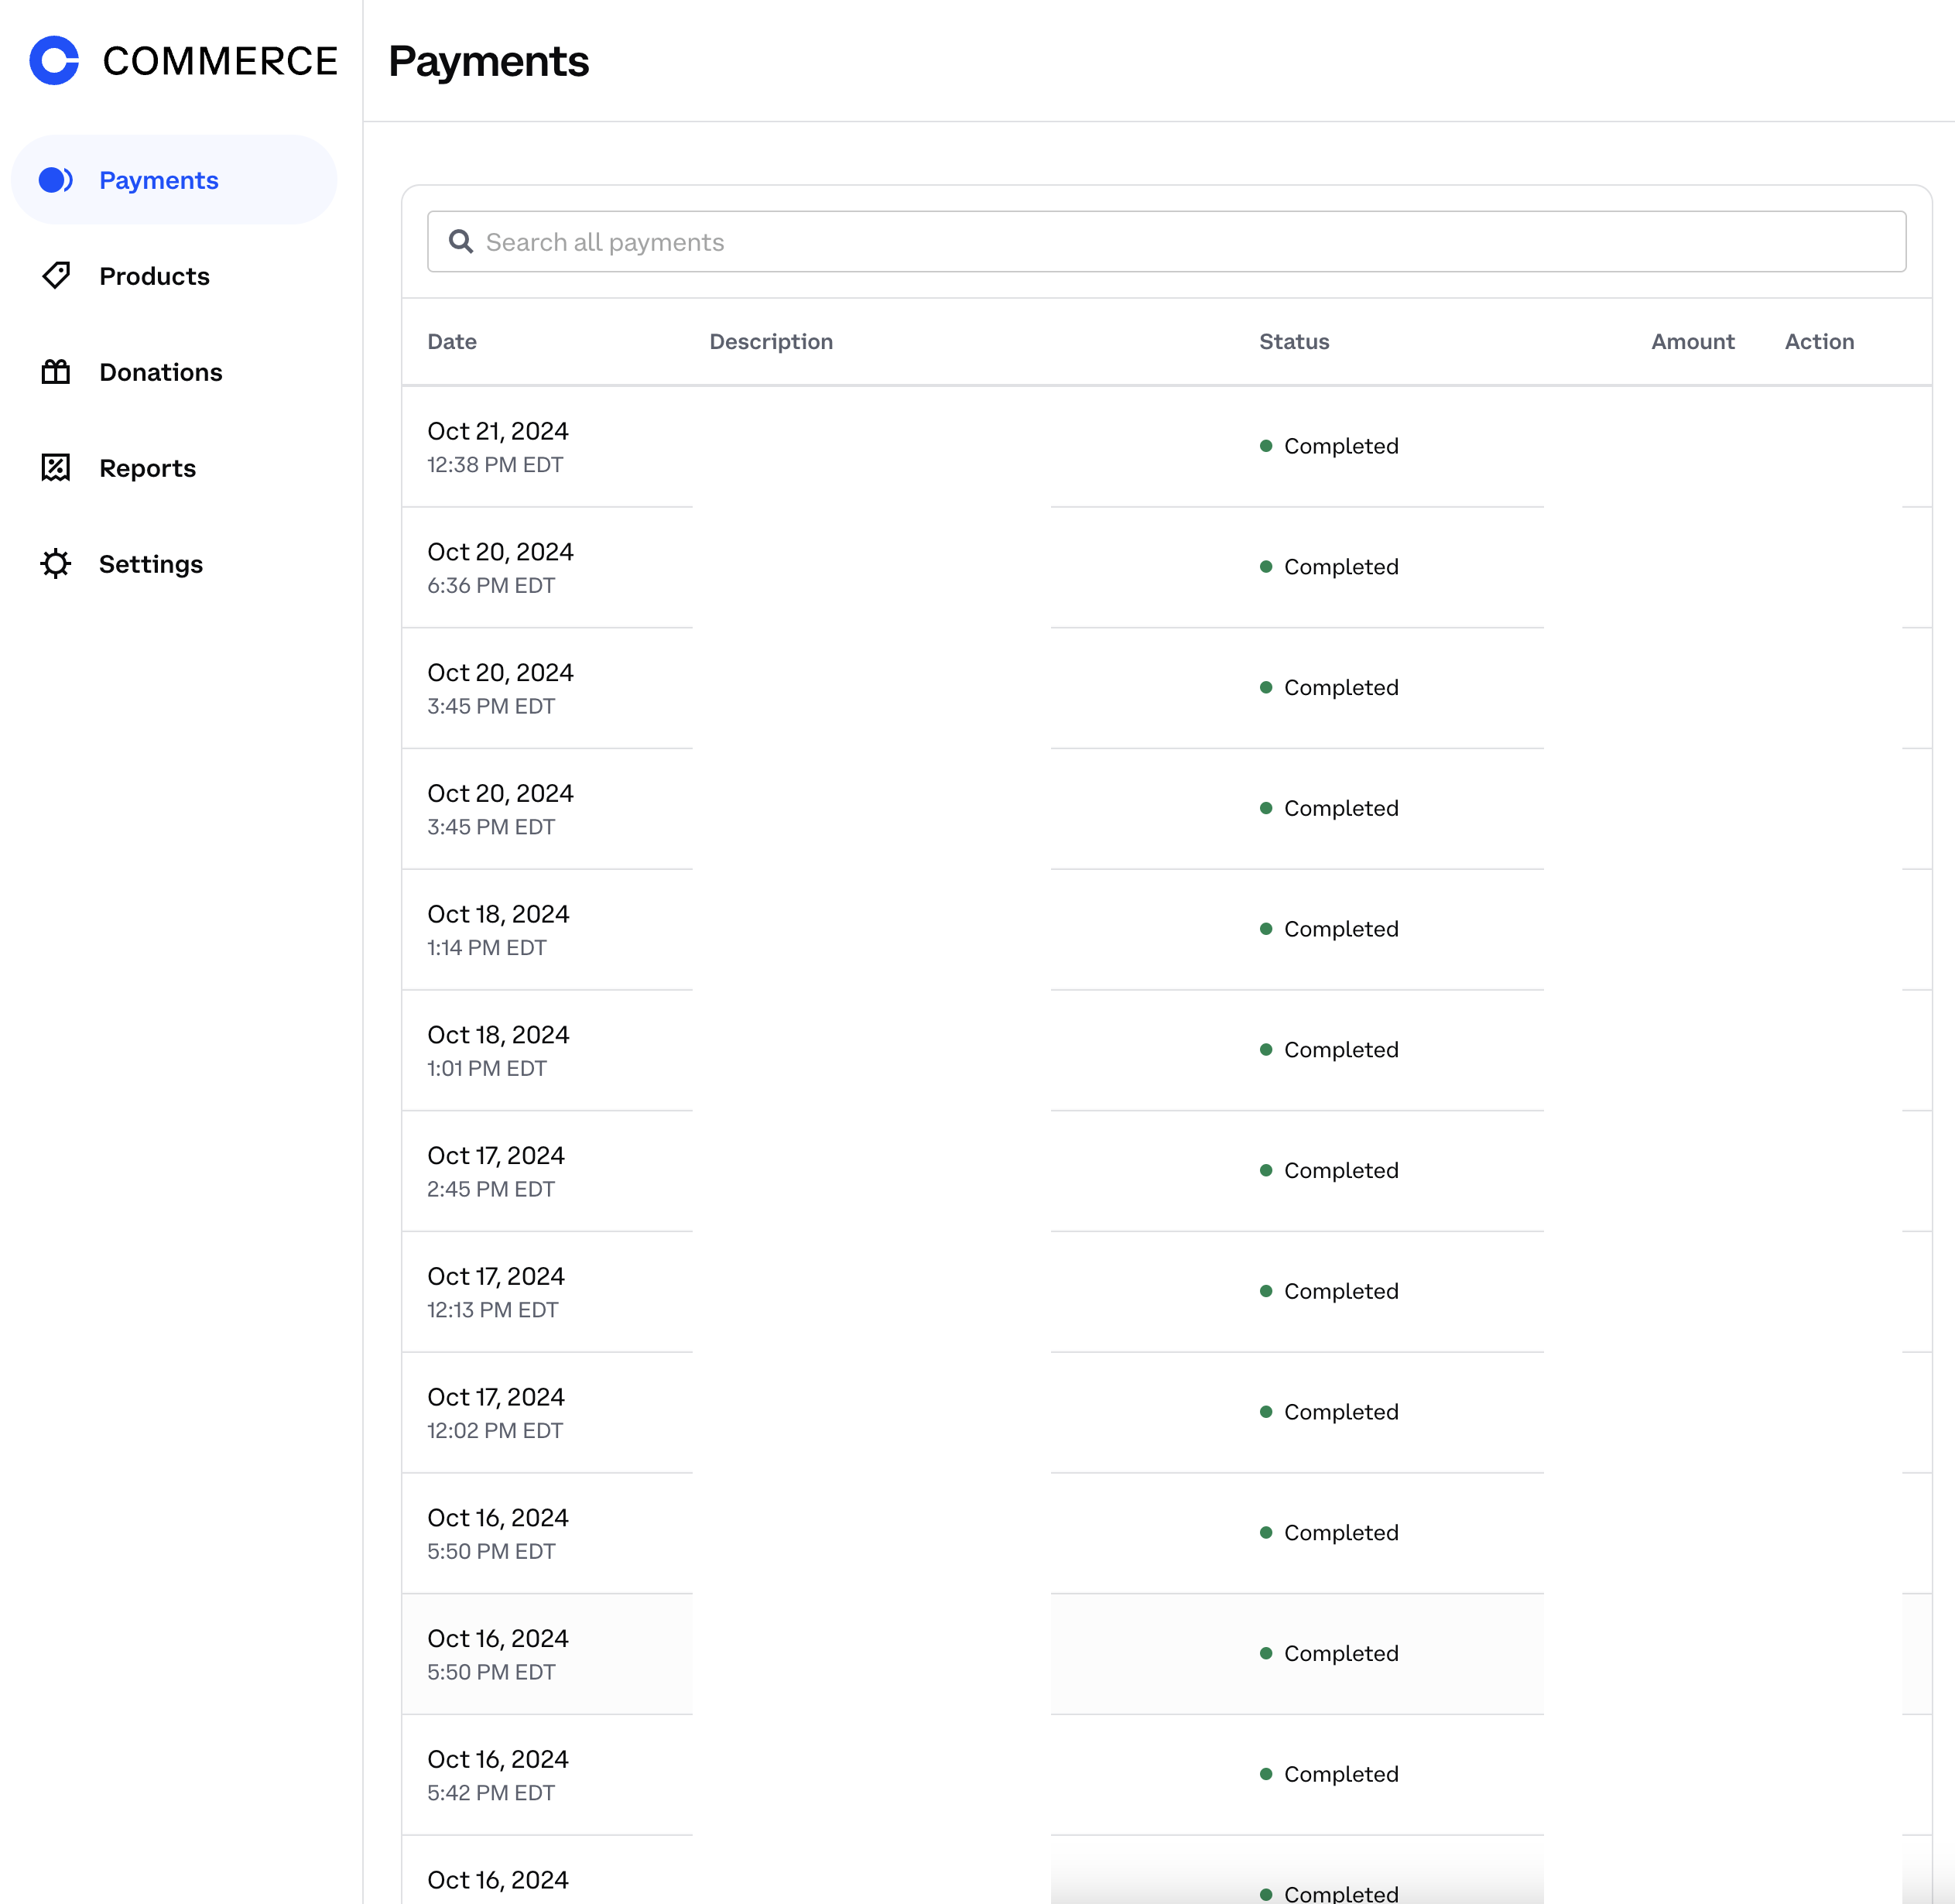 COMMERCE
Payments
Products
Donations
Reports
Settings
Payments
Search all payments
Date Description Status Amount Action
Oct 21, 2024
12:38 PM EDT
Completed
Oct 20, 2024
6:36 PM EDT
Completed
Oct 20, 2024
3:45 PM EDT
Completed
Oct 20, 2024
3:45 PM EDT
Completed
Oct 18, 2024
1:14 PM EDT
Completed
Oct 18, 2024
1:01 PM EDT
Completed
Oct 17, 2024
2:45 PM EDT
Completed
Oct 17, 2024
12:13 PM EDT
Completed
Oct 17, 2024
12:02 PM EDT
Completed
Oct 16, 2024
5:50 PM EDT
Completed
Oct 16, 2024
5:50 PM EDT
Completed
Oct 16, 2024
5:42 PM EDT
Completed
Oct 16, 2024
Completed